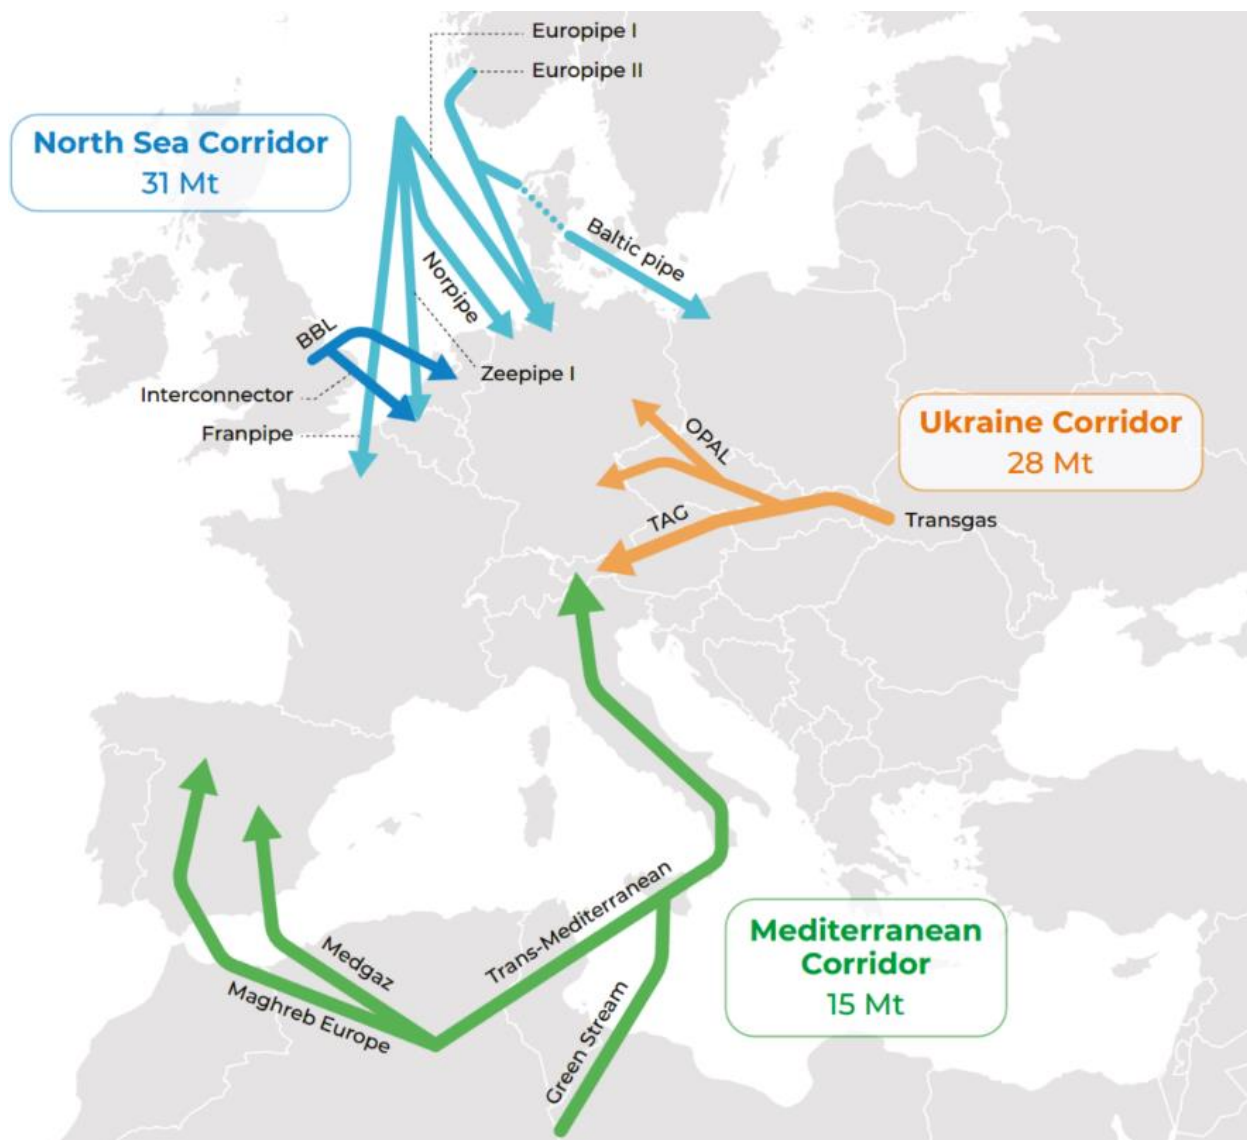 Europipe I
Europipe II
North Sea Corridor
31 Mt
Baltic pipe
Norpipe
BBL
Zeepipe I
Interconnector
Franpipe
Ukraine Corridor
28 Mt
OPAL
TAG
Transgas
Mediterranean
Corridor
15 Mt
Trans-Mediterranean
Medgaz
Maghreb Europe
Green Stream